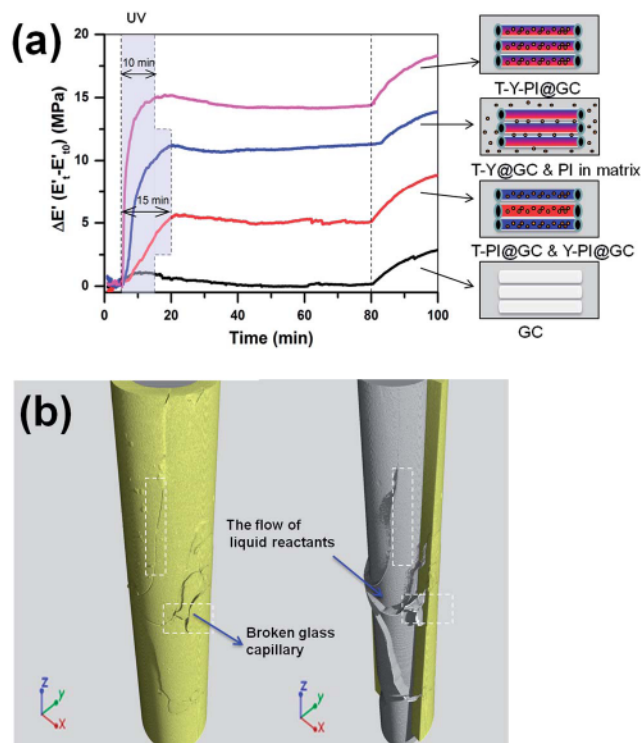 (a)
UV
10 min
15 min
ΔE' (E't-E't0) (MPa)
20
15
10
5
0
0
20
40
60
80
100
Time (min)
T-Y-PI@GC
T-Y@GC & PI in matrix
T-PI@GC & Y-PI@GC
GC
(b)
The flow of
liquid reactants
Broken glass
capillary
Z
y
X
Z
y
X